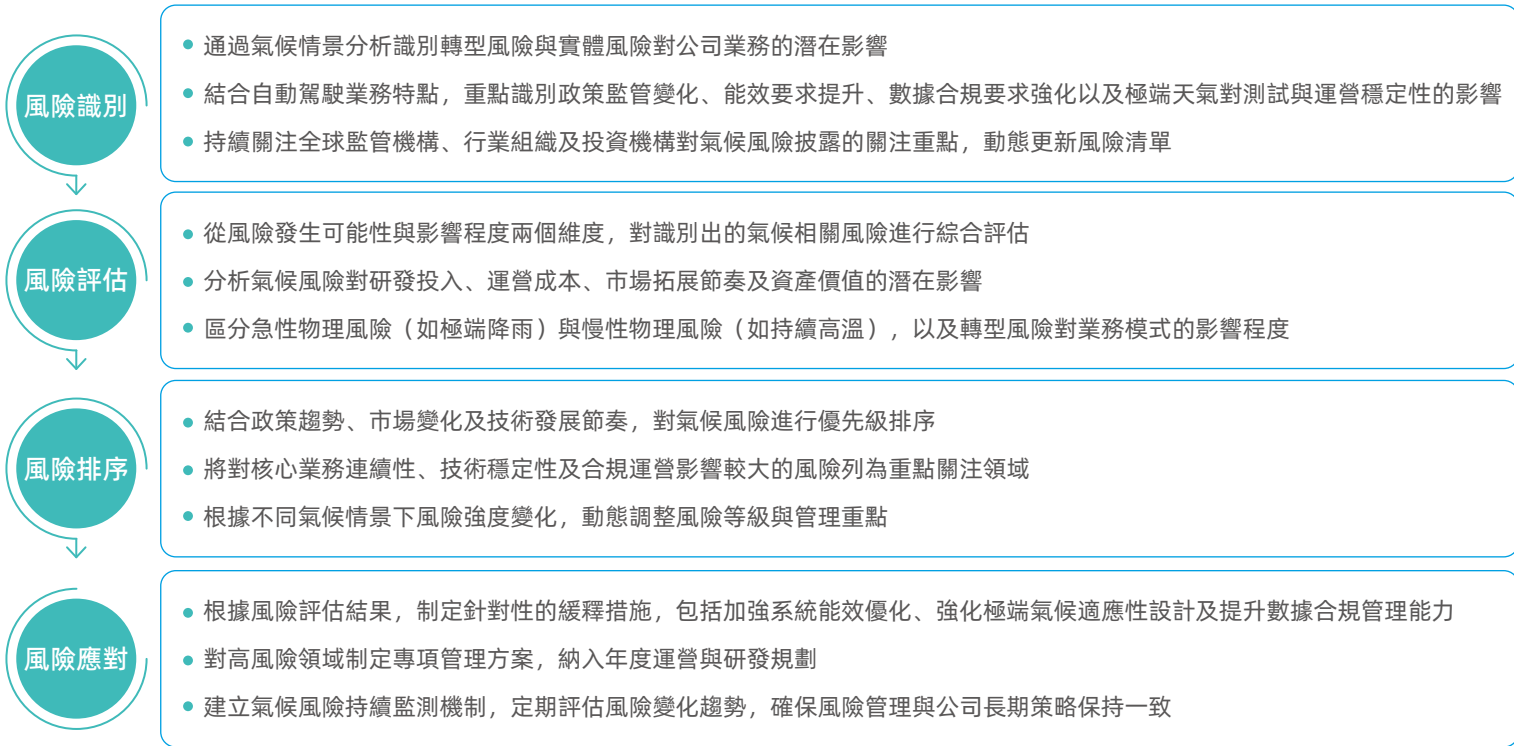 風險識別
通過氣候情景分析識別轉型風險與實體風險對公司業務的潛在影響
結合自動駕駛業務特點，重點識別政策監管變化、能效要求提升、數據合規要求強化以及極端天氣對測試與運營穩定性的影響
持續關注全球監管機構、行業組織及投資機構對氣候風險披露的關注重點，動態更新風險清單
風險評估
從風險發生可能性與影響程度兩個維度，對識別出的氣候相關風險進行綜合評估
分析氣候風險對研發投入、運營成本、市場拓展節奏及資產價值的潛在影響
區分急性物理風險（如極端降雨）與慢性物理風險（如持續高溫），以及轉型風險對業務模式的影響程度
風險排序
結合政策趨勢、市場變化及技術發展節奏，對氣候風險進行優先級排序
將對核心業務連續性、技術穩定性及合規運營影響較大的風險列為重點關注領域
根據不同氣候情景下風險強度變化，動態調整風險等級與管理重點
風險應對
根據風險評估結果，制定針對性的緩釋措施，包括加強系統能效優化、強化極端氣候適應性設計及提升數據合規管理能力
對高風險領域制定專項管理方案，納入年度運營與研發規劃
建立氣候風險持續監測機制，定期評估風險變化趨勢，確保風險管理與公司長期策略保持一致